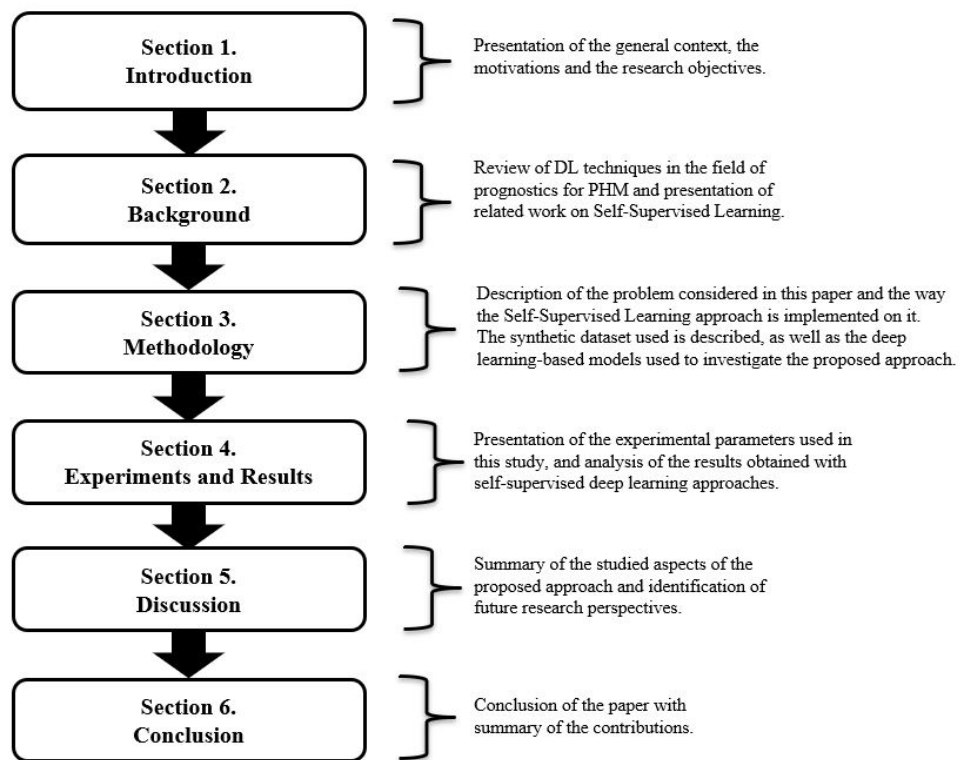 Section 1.
Introduction
Presentation of the general context, the
motivations and the research objectives.
Section 2.
Background
Review of DL techniques in the field of
prognostics for PHM and presentation of
related work on Self-Supervised Learning.
Section 3.
Methodology
Description of the problem considered in this paper and the way
the Self-Supervised Learning approach is implemented on it.
The synthetic dataset used is described, as well as the deep
learning-based models used to investigate the proposed approach.
Section 4.
Experiments and Results
Presentation of the experimental parameters used in
this study, and analysis of the results obtained with
self-supervised deep learning approaches.
Section 5.
Discussion
Summary of the studied aspects of the
proposed approach and identification of
future research perspectives.
Section 6.
Conclusion
Conclusion of the paper with
summary of the contributions.